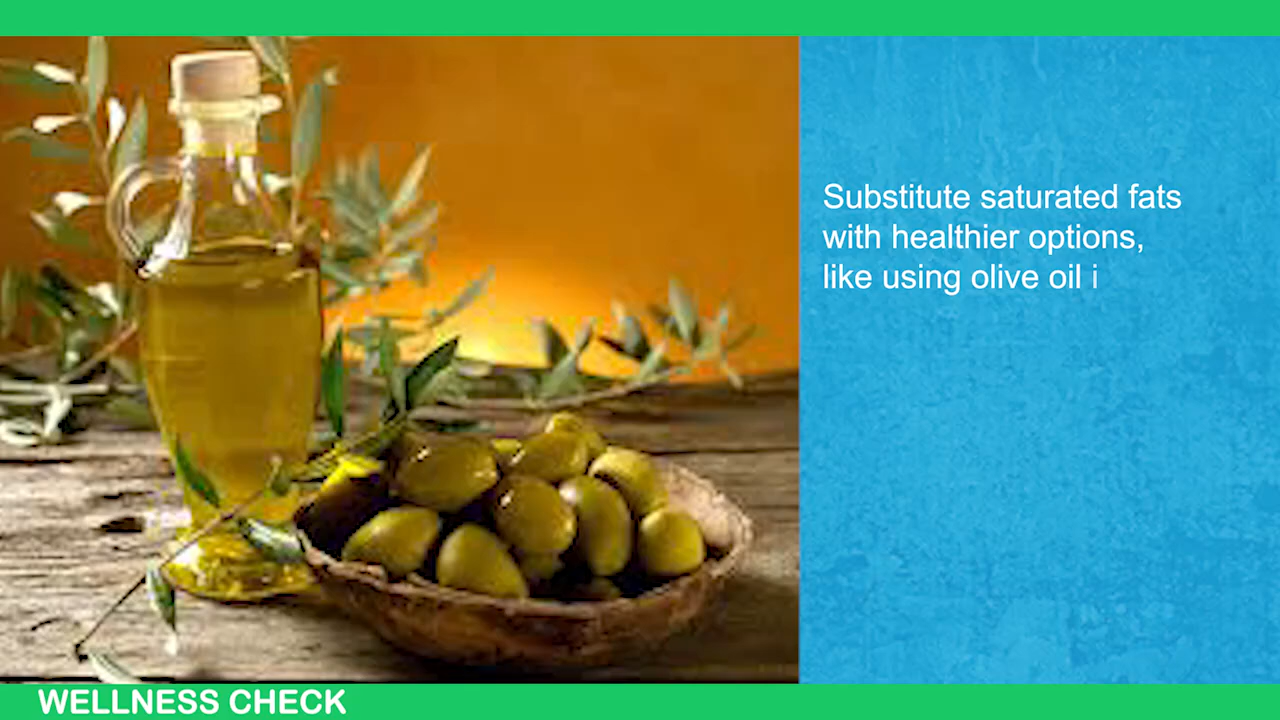 Substitute saturated fats
with healthier options,
like using olive oil i
WELLNESS CHECK